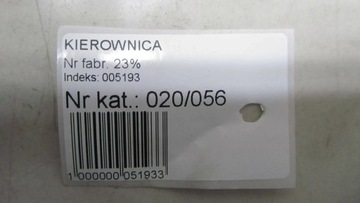 KIEROWNICA
Nr fabr. 23%
Indeks: 005193
Nr kat.: 020/056
1 000000 051933